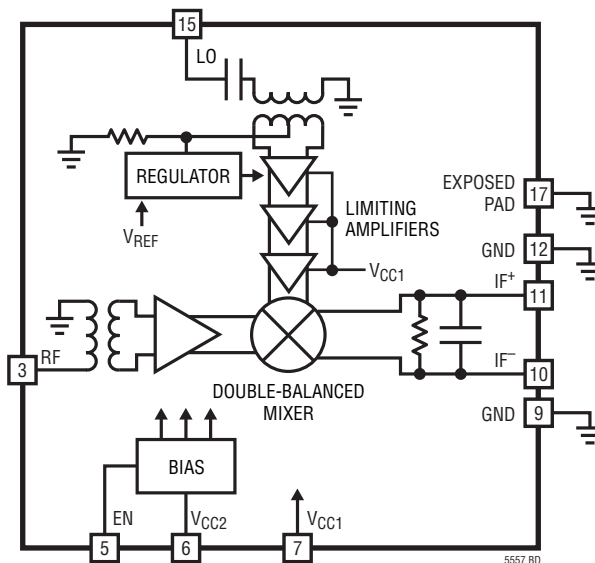 15
LO
REGULATOR
VREF
LIMITING
AMPLIFIERS
VCC1
EXPOSED
PAD
17
GND
12
IF+
11
3
RF
DOUBLE-BALANCED
MIXER
IF–
10
GND
9
BIAS
EN
VCC2
VCC1
5
6
7
5557 BD